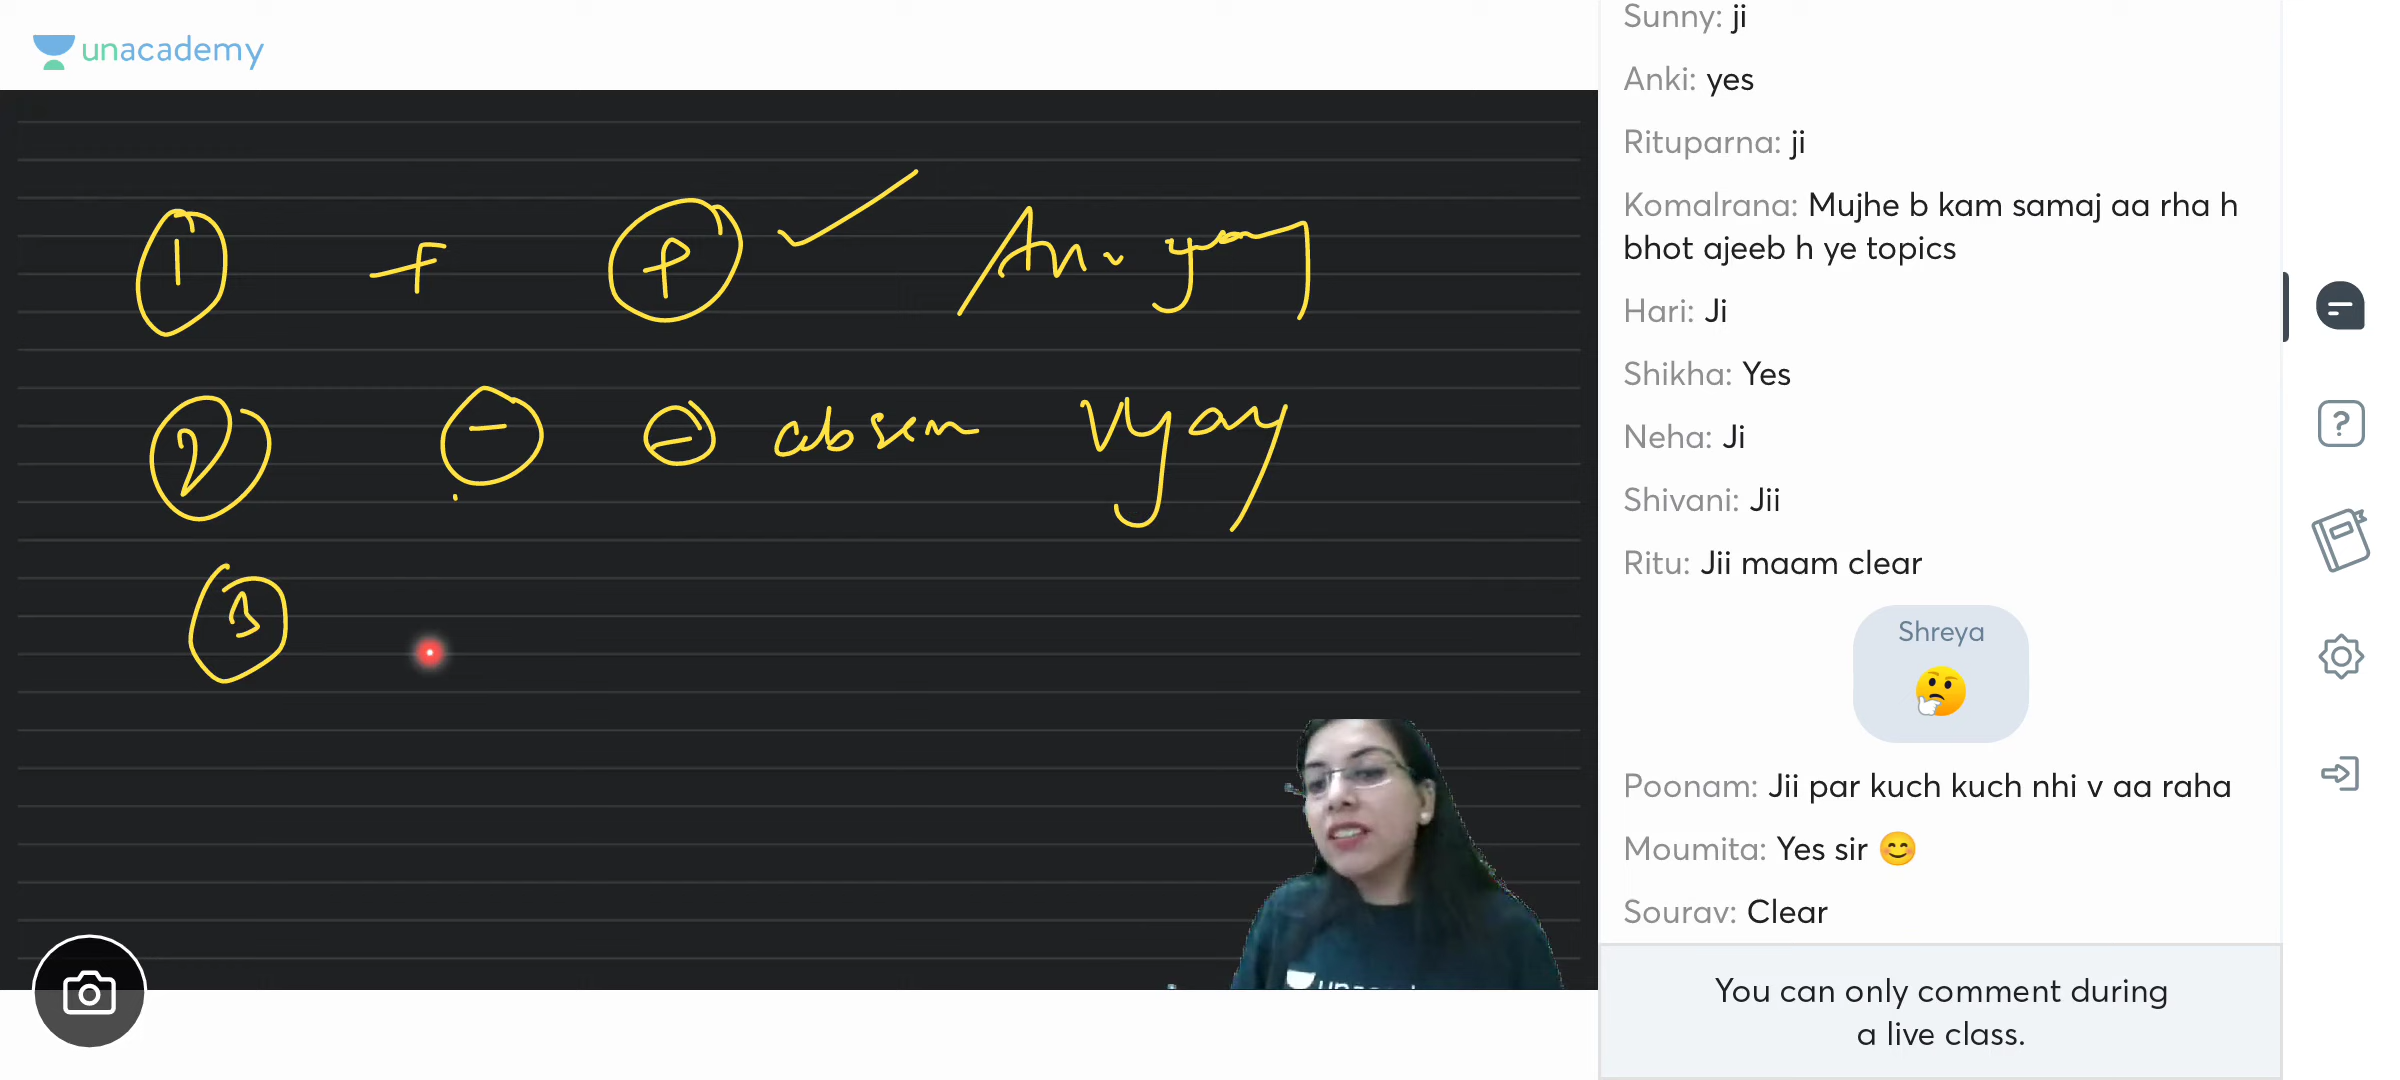 unacademy
1 + P ✓ Anvay
2 - - absen vyay
3
Sunny: ji
Anki: yes
Rituparna: ji
Komalrana: Mujhe b kam samaj aa rha h
bhot ajeeb h ye topics
Hari: Ji
Shikha: Yes
Neha: Ji
Shivani: Jii
Ritu: Jii maam clear
Shreya
🤔
Poonam: Jii par kuch kuch nhi v aa raha
Moumita: Yes sir 😊
Sourav: Clear
You can only comment during
a live class.